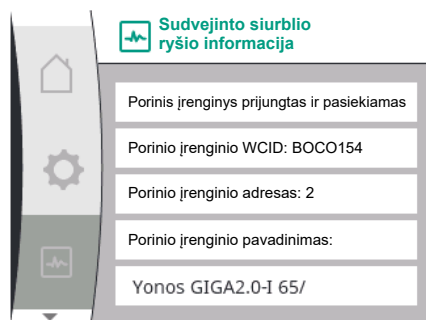 Sudvejinto siurblio
ryšio informacija
Porinis įrenginys prijungtas ir pasiekiamas
Porinio įrenginio WCID: BOCO154
Porinio įrenginio adresas: 2
Porinio įrenginio pavadinimas:
Yonos GIGA2.0-I 65/